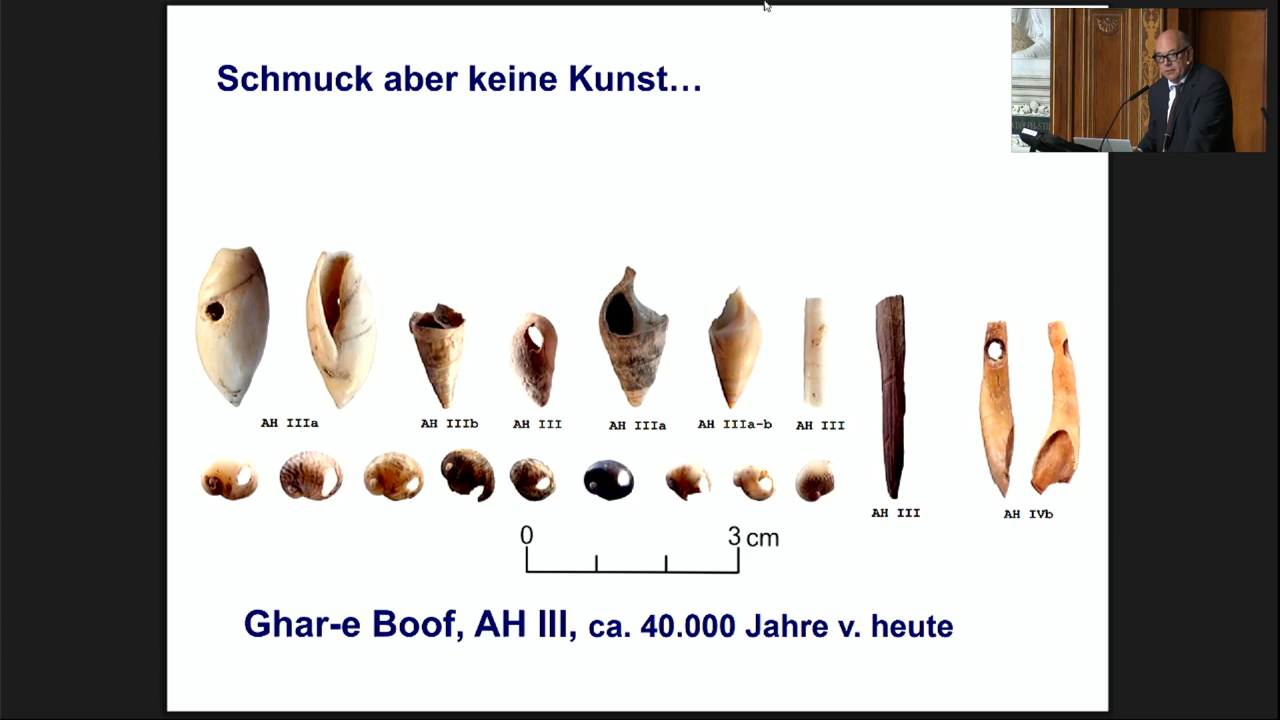 Schmuck aber keine Kunst…
AH IIIa
AH IIIb
AH III
AH IIIa
AH IIIa-b
AH III
AH III
AH IVb
0
3 cm
Ghar-e Boof, AH III, ca. 40.000 Jahre v. heute